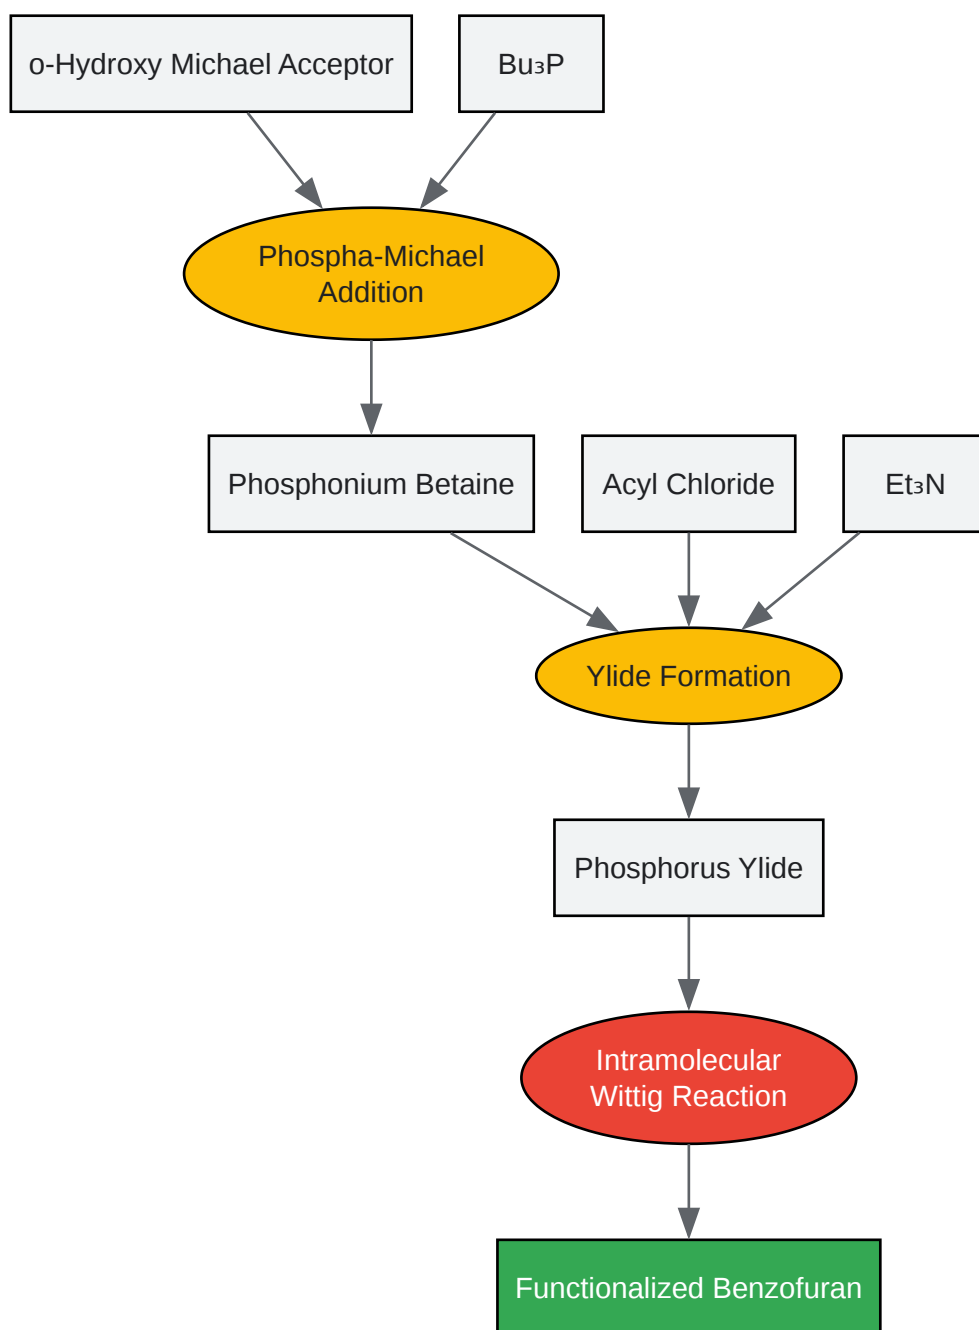 o-Hydroxy Michael Acceptor
Bu₃P
Phospha-Michael
Addition
Phosphonium Betaine
Acyl Chloride
Et₃N
Ylide Formation
Phosphorus Ylide
Intramolecular
Wittig Reaction
Functionalized Benzofuran